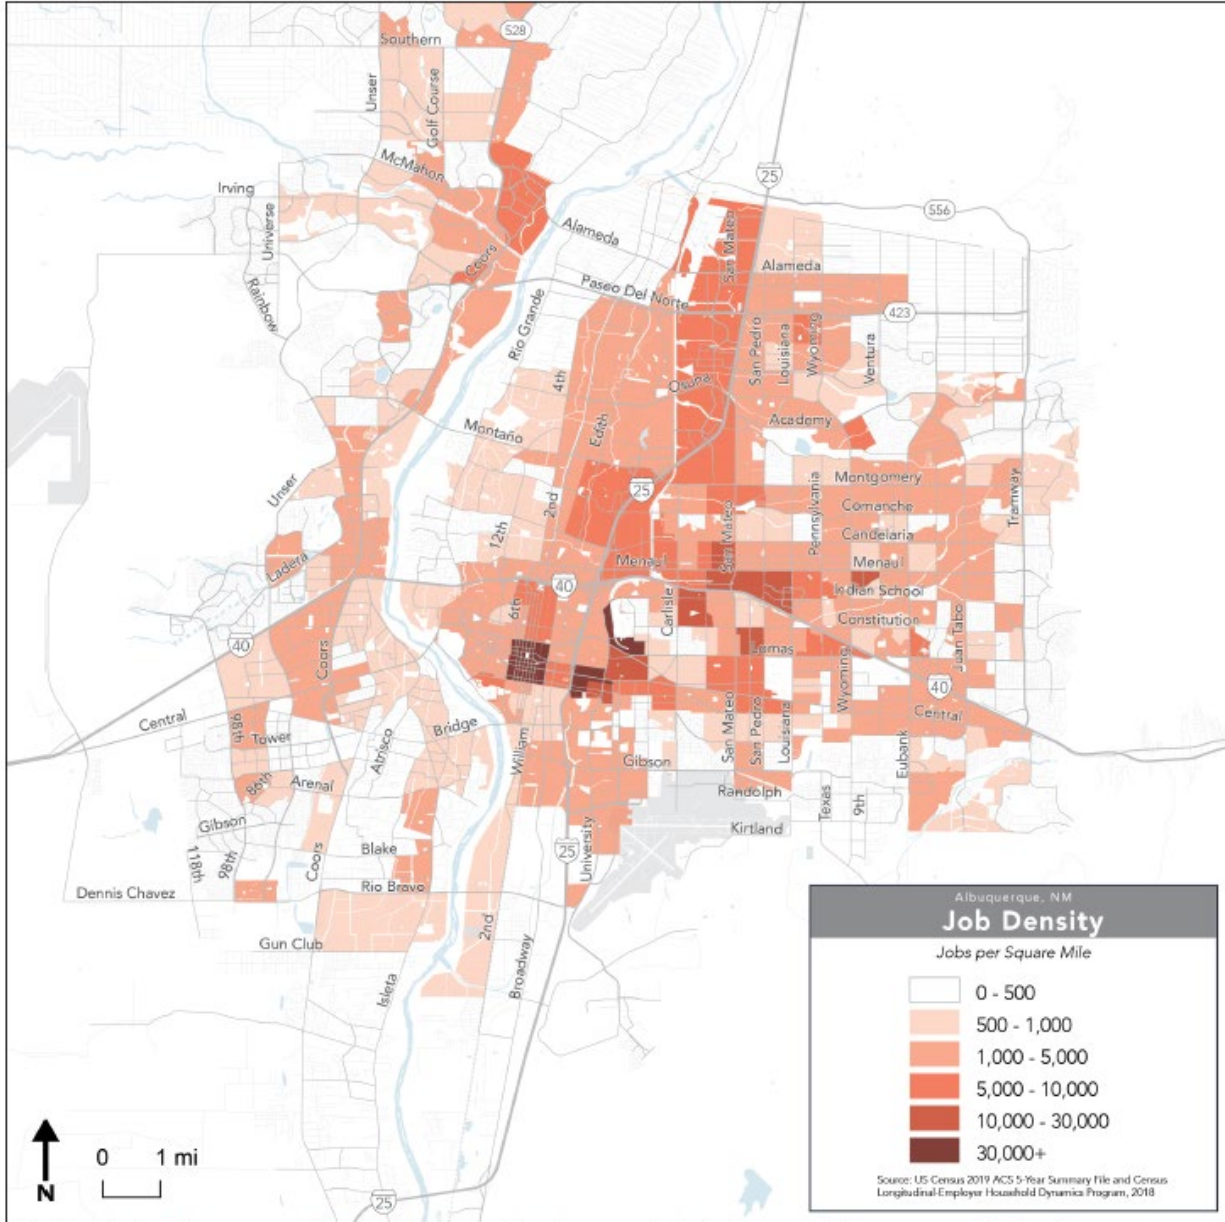 528
Southern
Unser
Golf Course
McMahon
25
Irving
556
Universe
Alameda
San Mateo
Coors
Alameda
Rainbow
Paseo Del Norte
Rio Grande
423
San Pedro
Louisiana
Wyoming
Ventura
4th
Osuna
Edith
Academy
Montaño
Unser
25
Montgomery
Pennsylvania
Tramway
2nd
Comanche
12th
San Mateo
Candelaria
Ladera
Menaul
Menaul
40
Indian School
6th
Carlisle
Constitution
Juan Tabo
40
Coors
Lomas
Wyoming
40
Central
98th
Tower
Atrisco
Bridge
William
San Mateo
San Pedro
Louisiana
Central
Eubank
Gibson
86th
Arenal
Randolph
Texas
9th
Gibson
Kirtland
118th
98th
Coors
Blake
25
University
Dennis Chavez
Rio Bravo
Gun Club
2nd
Broadway
Isleta
25
Albuquerque, NM
Job Density
Jobs per Square Mile
0 - 500
500 - 1,000
1,000 - 5,000
5,000 - 10,000
10,000 - 30,000
30,000+
Source: US Census 2019 ACS 5-Year Summary File and Census
Longitudinal-Employer Household Dynamics Program, 2018
0 1 mi
N